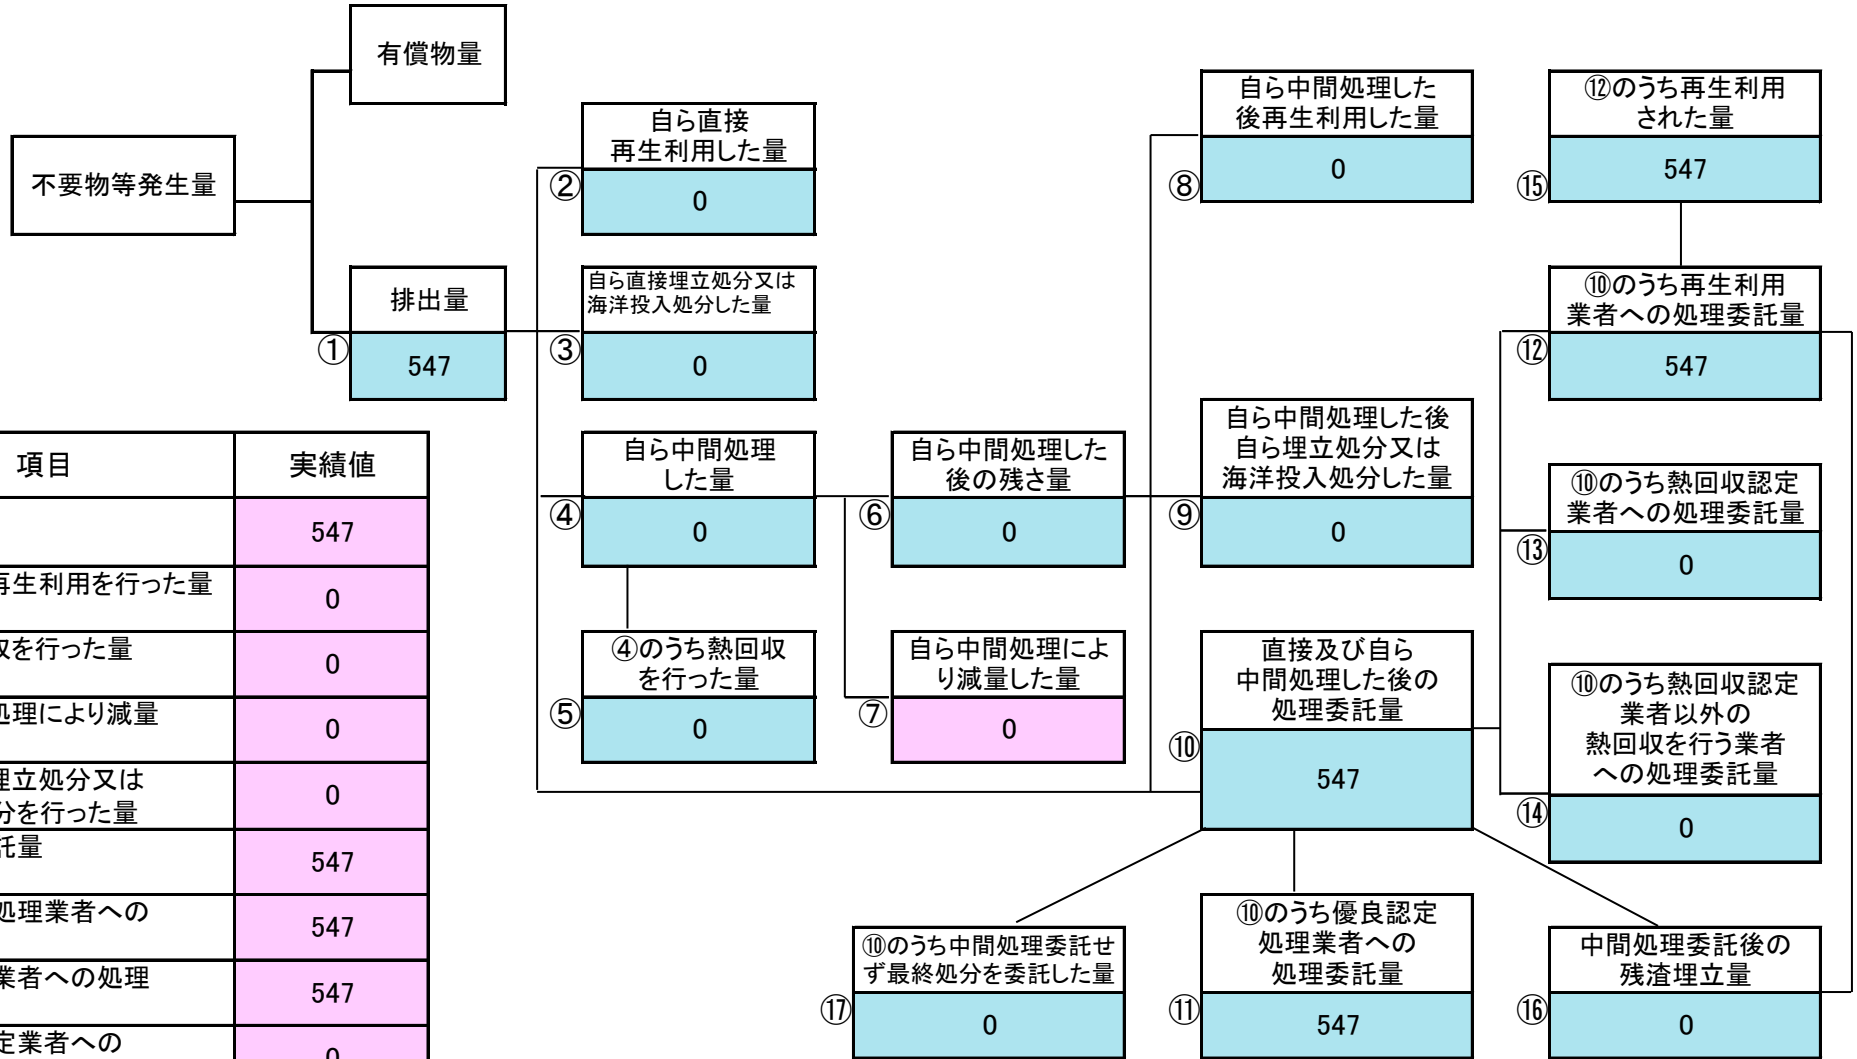 有償物量
不要物等発生量
排出量
①
547
自ら直接
再生利用した量
②
0
自ら直接埋立処分又は
海洋投入処分した量
③
0
自ら中間処理
した量
④
0
④のうち熱回収
を行った量
⑤
0
自ら中間処理した
後の残さ量
⑥
0
自ら中間処理によ
り減量した量
⑦
0
自ら中間処理した
後再生利用した量
⑧
0
自ら中間処理した後
自ら埋立処分又は
海洋投入処分した量
⑨
0
直接及び自ら
中間処理した後の
処理委託量
⑩
547
⑩のうち優良認定
処理業者への
処理委託量
⑪
547
⑫のうち再生利用
された量
⑮
547
⑩のうち再生利用
業者への処理委託量
⑫
547
⑩のうち熱回収認定
業者への処理委託量
⑬
0
⑩のうち熱回収認定
業者以外の
熱回収を行う業者
への処理委託量
⑭
0
中間処理委託後の
残渣埋立量
⑯
0
⑩のうち中間処理委託せ
ず最終処分を委託した量
⑰
0
項目 実績値
547
再生利用を行った量 0
を行った量 0
処理により減量 0
埋立処分又は
を行った量 0
託量 547
処理業者への 547
業者への処理 547
定業者への 0